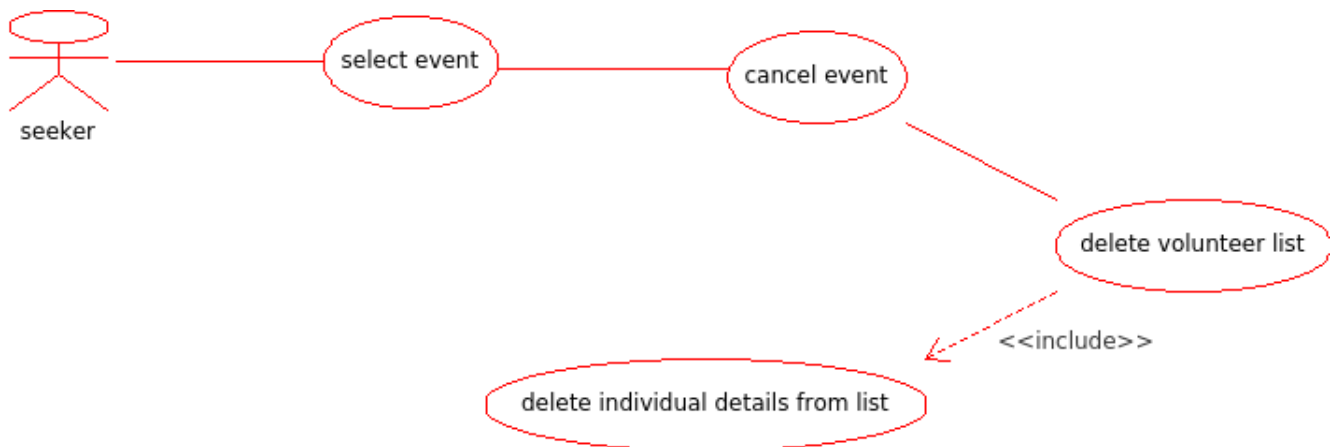 select event
cancel event
seeker
delete volunteer list
<<include>>
delete individual details from list